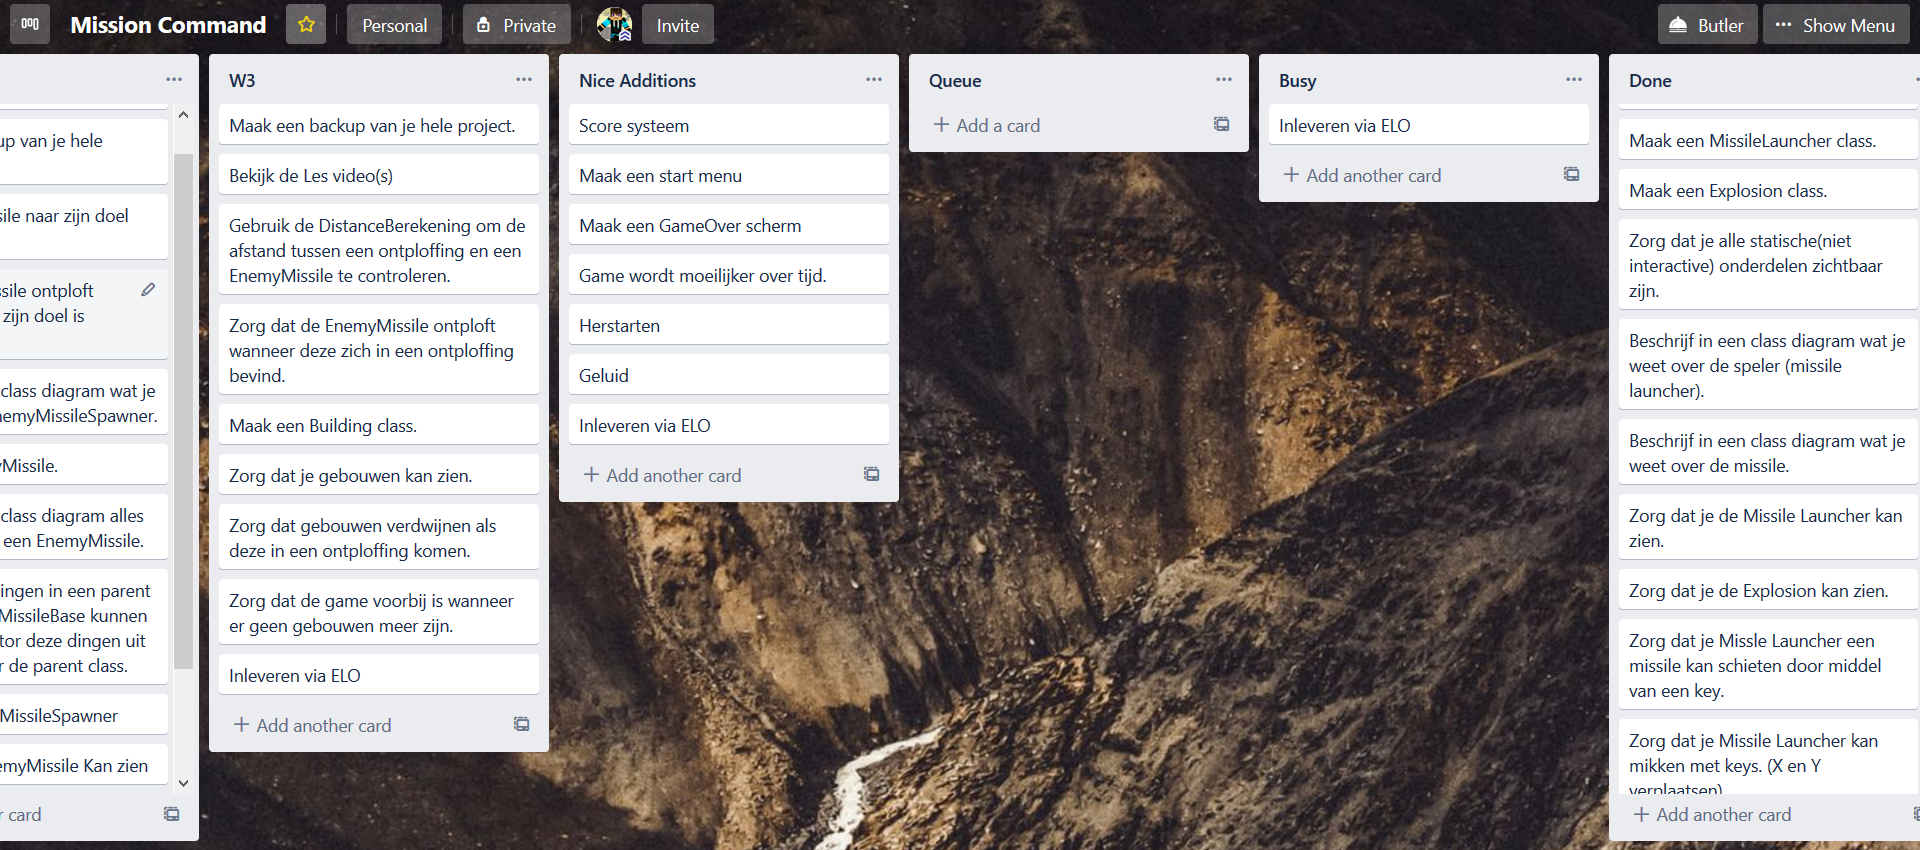 Mission Command
Personal
Private
Invite
Butler
Show Menu
up van je hele
sile naar zijn doel
ssile ontploft
zijn doel is
class diagram wat je
nemyMissileSpawner.
yMissile.
class diagram alles
een EnemyMissile.
ingen in een parent
MissileBase kunnen
tor deze dingen uit
r de parent class.
MissileSpawner
emyMissile Kan zien
r card
W3
Maak een backup van je hele project.
Bekijk de Les video(s)
Gebruik de DistanceBerekening om de
afstand tussen een ontploffing en een
EnemyMissile te controleren.
Zorg dat de EnemyMissile ontploft
wanneer deze zich in een ontploffing
bevind.
Maak een Building class.
Zorg dat je gebouwen kan zien.
Zorg dat gebouwen verdwijnen als
deze in een ontploffing komen.
Zorg dat de game voorbij is wanneer
er geen gebouwen meer zijn.
Inleveren via ELO
+ Add another card
Nice Additions
Score systeem
Maak een start menu
Maak een GameOver scherm
Game wordt moeilijker over tijd.
Herstarten
Geluid
Inleveren via ELO
+ Add another card
Queue
+ Add a card
Busy
Inleveren via ELO
+ Add another card
Done
Maak een MissileLauncher class.
Maak een Explosion class.
Zorg dat je alle statische(niet
interactive) onderdelen zichtbaar
zijn.
Beschrijf in een class diagram wat je
weet over de speler (missile
launcher).
Beschrijf in een class diagram wat je
weet over de missile.
Zorg dat je de Missile Launcher kan
zien.
Zorg dat je de Explosion kan zien.
Zorg dat je Missle Launcher een
missile kan schieten door middel
van een key.
Zorg dat je Missile Launcher kan
mikken met keys. (X en Y
verplaatsen)
+ Add another card